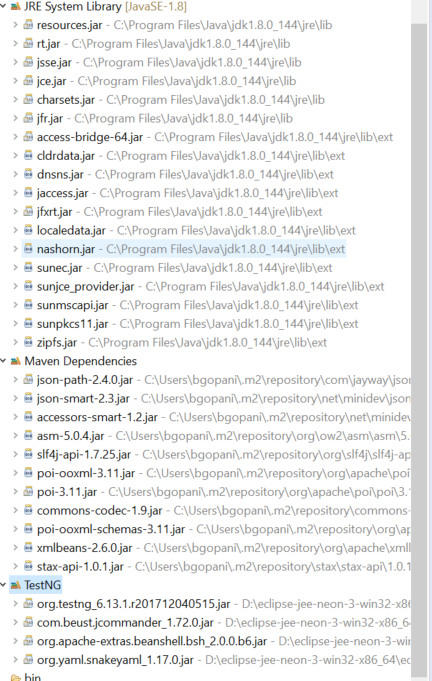 JRE System Library [JavaSE-1.8]
resources.jar - C:\Program Files\Java\jdk1.8.0_144\jre\lib
rt.jar - C:\Program Files\Java\jdk1.8.0_144\jre\lib
jsse.jar - C:\Program Files\Java\jdk1.8.0_144\jre\lib
jce.jar - C:\Program Files\Java\jdk1.8.0_144\jre\lib
charsets.jar - C:\Program Files\Java\jdk1.8.0_144\jre\lib
jfr.jar - C:\Program Files\Java\jdk1.8.0_144\jre\lib
access-bridge-64.jar - C:\Program Files\Java\jdk1.8.0_144\jre\lib\ext
cldrdata.jar - C:\Program Files\Java\jdk1.8.0_144\jre\lib\ext
dnsns.jar - C:\Program Files\Java\jdk1.8.0_144\jre\lib\ext
jaccess.jar - C:\Program Files\Java\jdk1.8.0_144\jre\lib\ext
jfxrt.jar - C:\Program Files\Java\jdk1.8.0_144\jre\lib\ext
localedata.jar - C:\Program Files\Java\jdk1.8.0_144\jre\lib\ext
nashorn.jar - C:\Program Files\Java\jdk1.8.0_144\jre\lib\ext
sunec.jar - C:\Program Files\Java\jdk1.8.0_144\jre\lib\ext
sunjce_provider.jar - C:\Program Files\Java\jdk1.8.0_144\jre\lib\ext
sunmscapi.jar - C:\Program Files\Java\jdk1.8.0_144\jre\lib\ext
sunpkcs11.jar - C:\Program Files\Java\jdk1.8.0_144\jre\lib\ext
zipfs.jar - C:\Program Files\Java\jdk1.8.0_144\jre\lib\ext
Maven Dependencies
json-path-2.4.0.jar - C:\Users\bgopani\.m2\repository\com\jayway\jsor
json-smart-2.3.jar - C:\Users\bgopani\.m2\repository\net\minidev\json
accessors-smart-1.2.jar - C:\Users\bgopani\.m2\repository\net\minidev
asm-5.0.4.jar - C:\Users\bgopani\.m2\repository\org\ow2\asm\asm\5.
slf4j-api-1.7.25.jar - C:\Users\bgopani\.m2\repository\org\slf4j\slf4j-ap
poi-ooxml-3.11.jar - C:\Users\bgopani\.m2\repository\org\apache\poi
poi-3.11.jar - C:\Users\bgopani\.m2\repository\org\apache\poi\poi\3.
commons-codec-1.9.jar - C:\Users\bgopani\.m2\repository\commons-
poi-ooxml-schemas-3.11.jar - C:\Users\bgopani\.m2\repository\org\ap
xmlbeans-2.6.0.jar - C:\Users\bgopani\.m2\repository\org\apache\xml
stax-api-1.0.1.jar - C:\Users\bgopani\.m2\repository\stax\stax-api\1.0.1
TestNG
org.testng_6.13.1.r201712040515.jar - D:\eclipse-jee-neon-3-win32-x86
com.beust.jcommander_1.72.0.jar - D:\eclipse-jee-neon-3-win32-x86_6
org.apache-extras.beanshell.bsh_2.0.0.b6.jar - D:\eclipse-jee-neon-3-wi
org.yaml.snakeyaml_1.17.0.jar - D:\eclipse-jee-neon-3-win32-x86_64\ec
bin